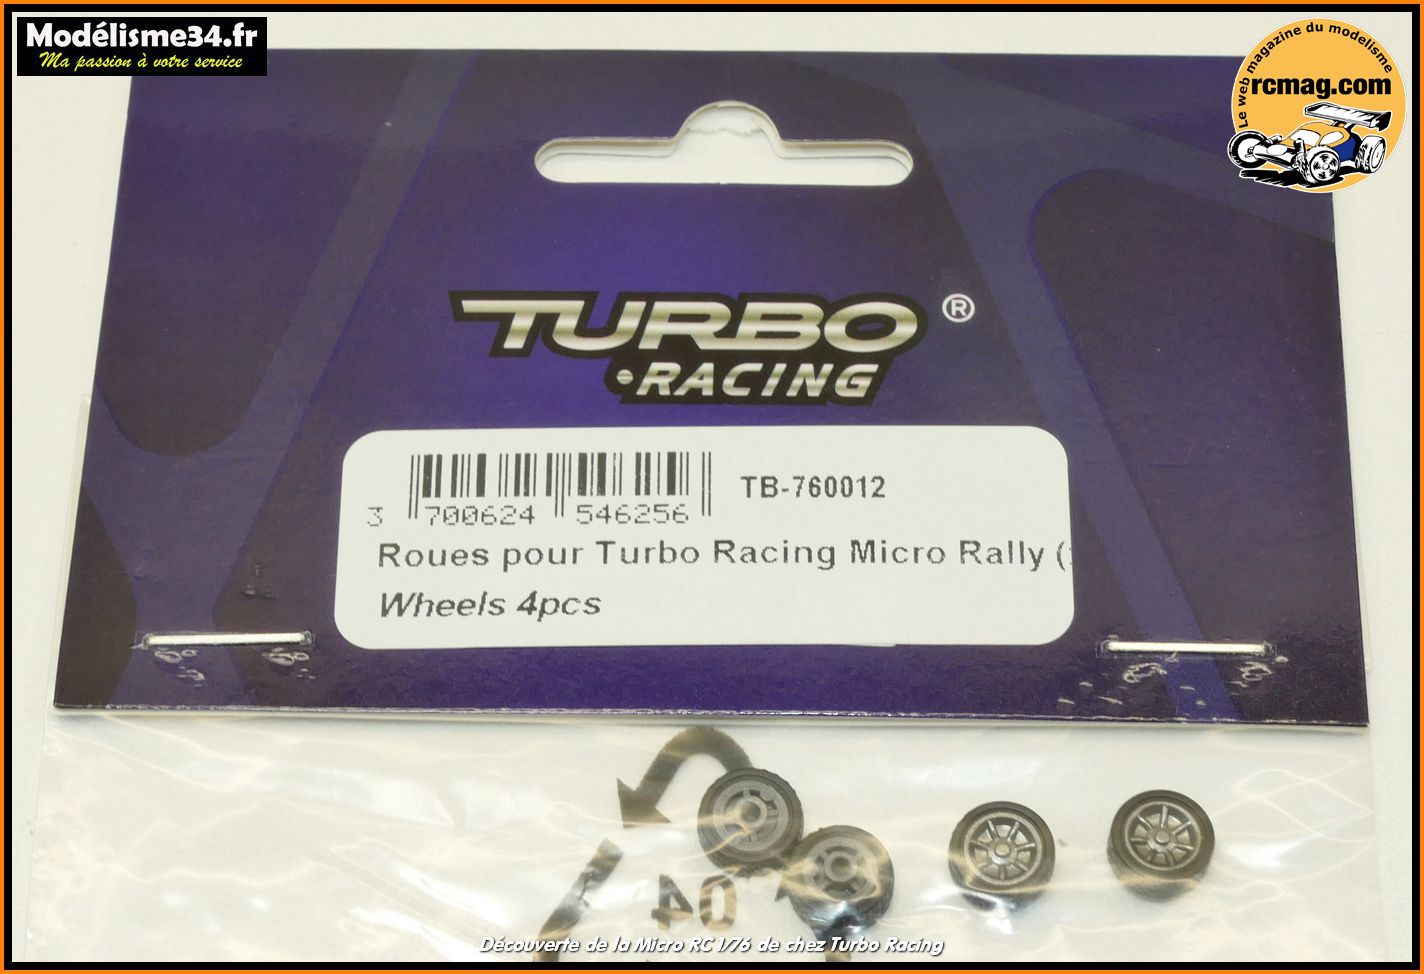 Modélisme34.fr
Ma passion à votre service
Le web magazine du modelisme
rcmag.com
TURBO ®
RACING
3 700624 546256
TB-760012
Roues pour Turbo Racing Micro Rally (
Wheels 4pcs
04
Découverte de la Micro RC 1/76 de chez Turbo Racing